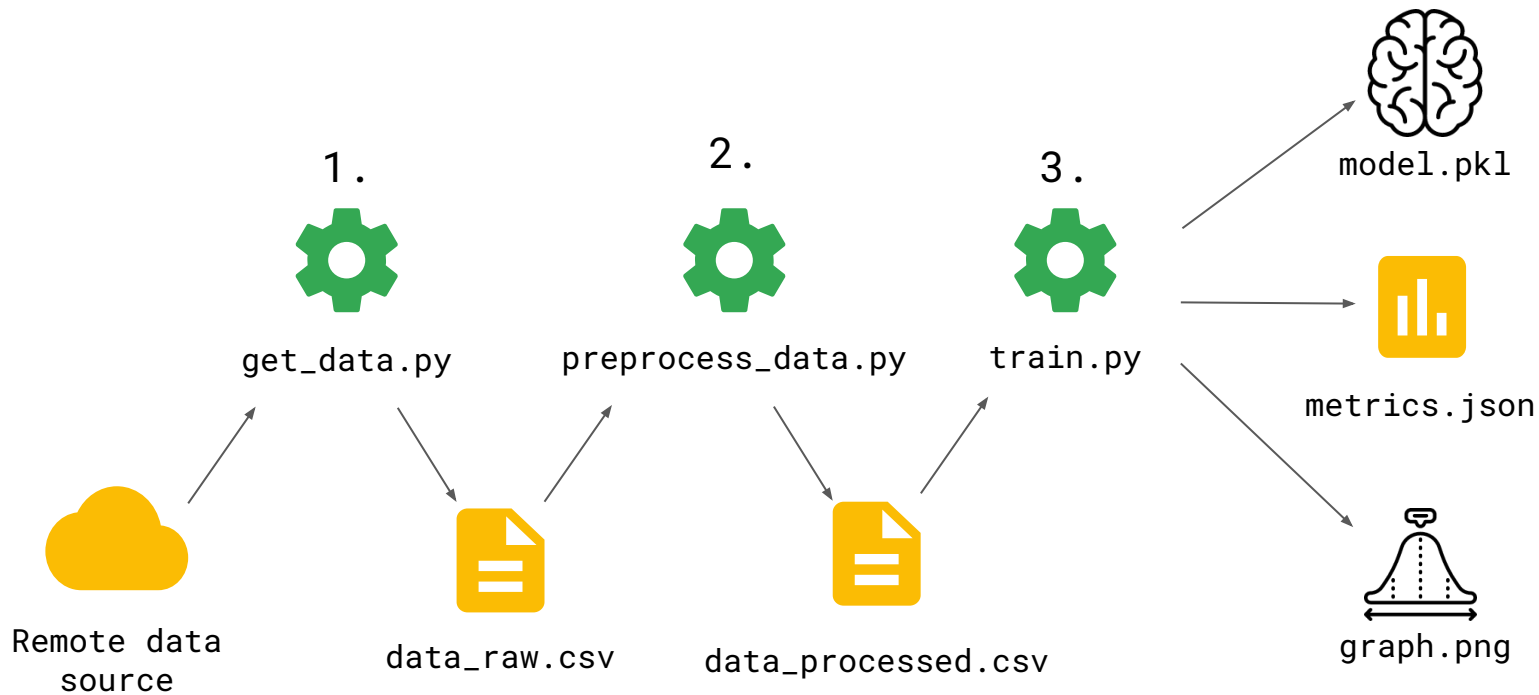 1.
2.
3.
get_data.py
preprocess_data.py
train.py
Remote data
source
data_raw.csv
data_processed.csv
model.pkl
metrics.json
graph.png